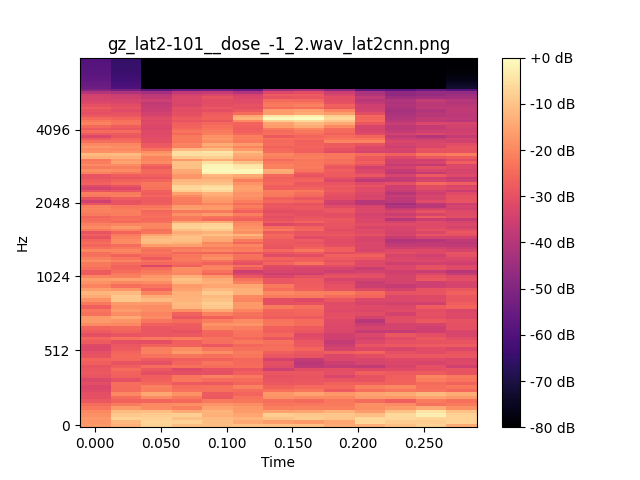 gz_lat2-101__dose_-1_2.wav_lat2cnn.png
+0 dB
-10 dB
-20 dB
-30 dB
-40 dB
-50 dB
-60 dB
-70 dB
-80 dB
4096
2048
1024
512
0
Hz
0.000 0.050 0.100 0.150 0.200 0.250
Time